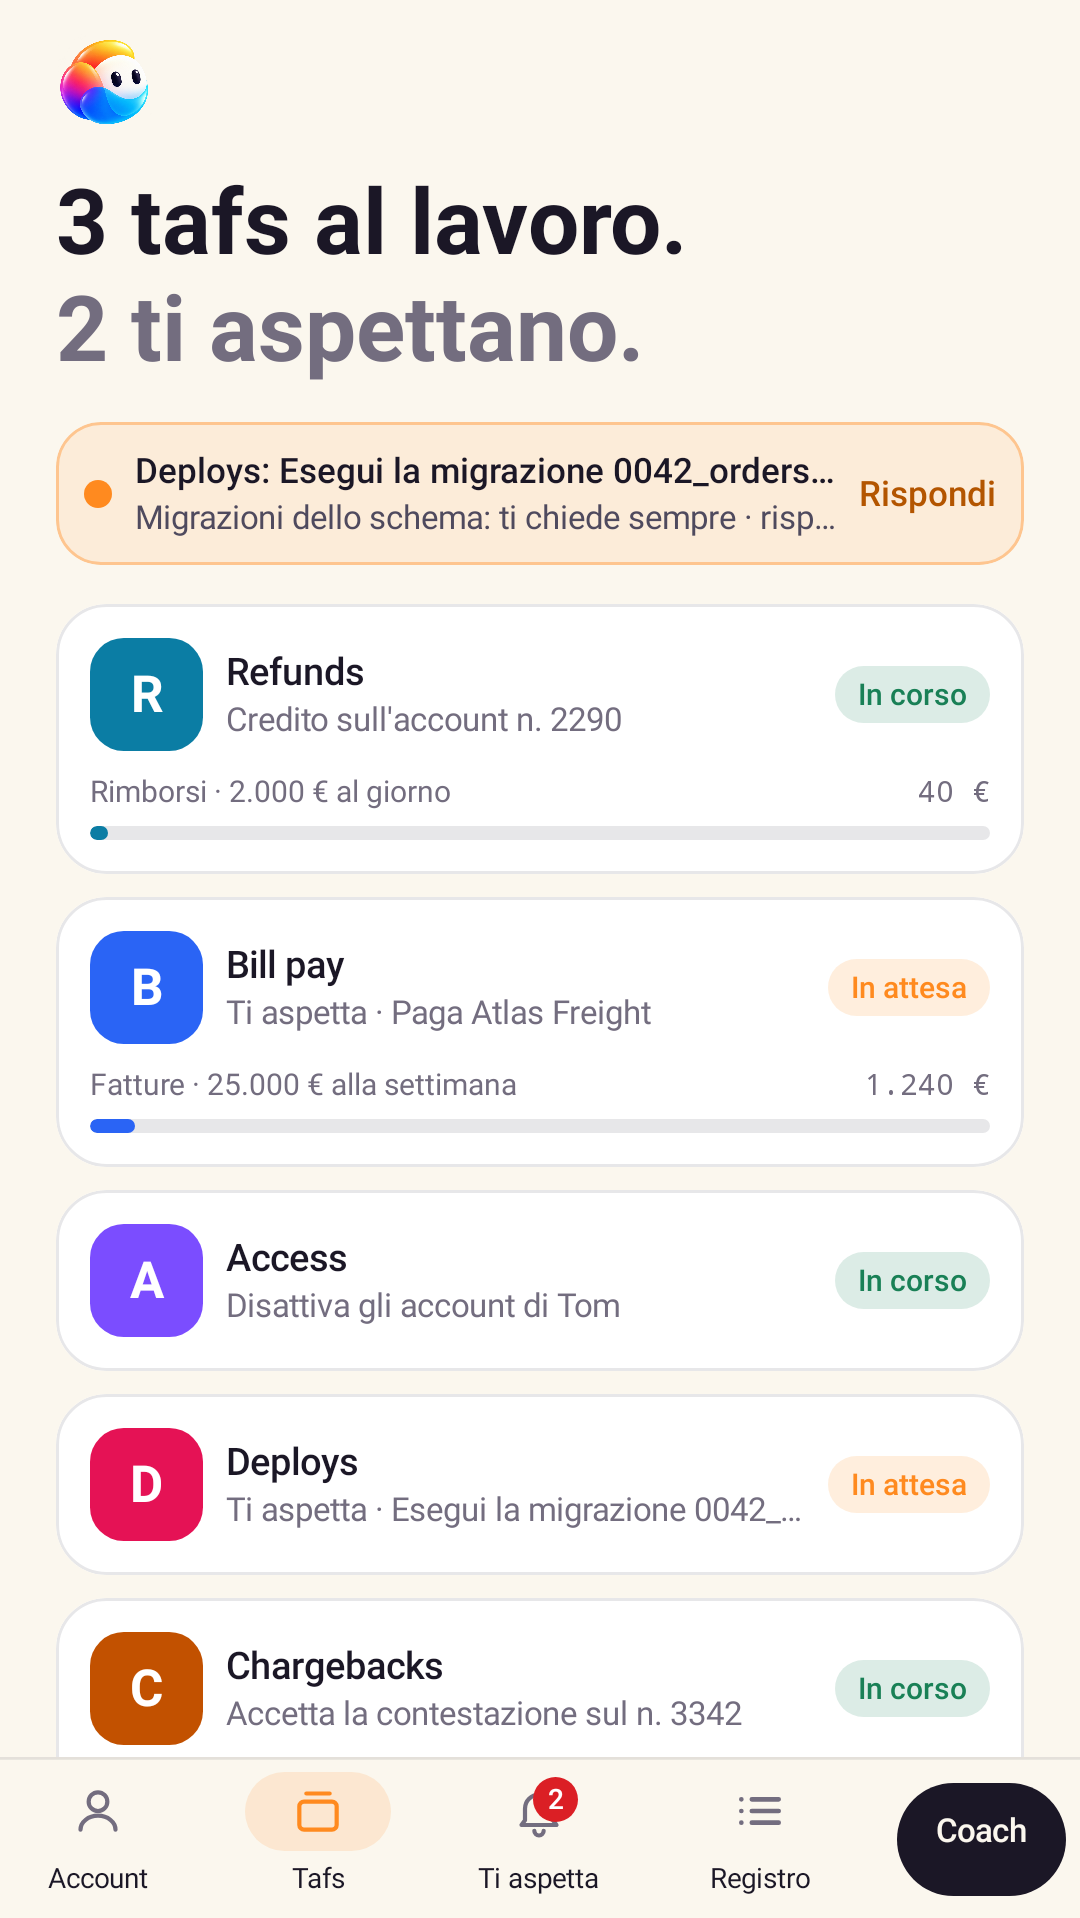 3 tafs al lavoro.
2 ti aspettano.
Deploys: Esegui la migrazione 0042_orders...
Migrazioni dello schema: ti chiede sempre · risp...
Rispondi
R
Refunds
Credito sull'account n. 2290
In corso
Rimborsi · 2.000 € al giorno
40 €
B
Bill pay
Ti aspetta · Paga Atlas Freight
In attesa
Fatture · 25.000 € alla settimana
1.240 €
A
Access
Disattiva gli account di Tom
In corso
D
Deploys
Ti aspetta · Esegui la migrazione 0042_...
In attesa
C
Chargebacks
Accetta la contestazione sul n. 3342
In corso
2
Account
Tafs
Ti aspetta
Registro
Coach